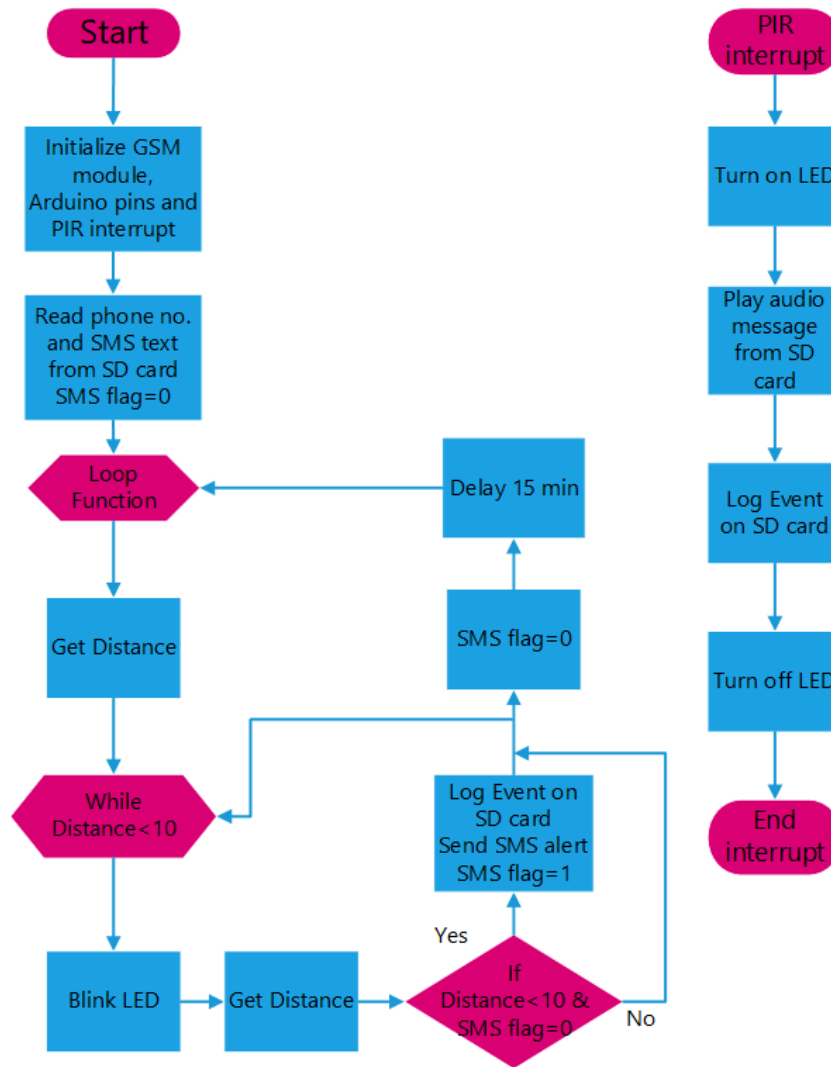 Start
Initialize GSM
module,
Arduino pins and
PIR interrupt
Read phone no.
and SMS text
from SD card
SMS flag=0
Loop
Function
Get Distance
While
Distance<10
Blink LED
Get Distance
If
Distance<10 &
SMS flag=0
Yes
No
Log Event on
SD card
Send SMS alert
SMS flag=1
SMS flag=0
Delay 15 min
PIR
interrupt
Turn on LED
Play audio
message
from SD
card
Log Event
on SD card
Turn off LED
End
interrupt